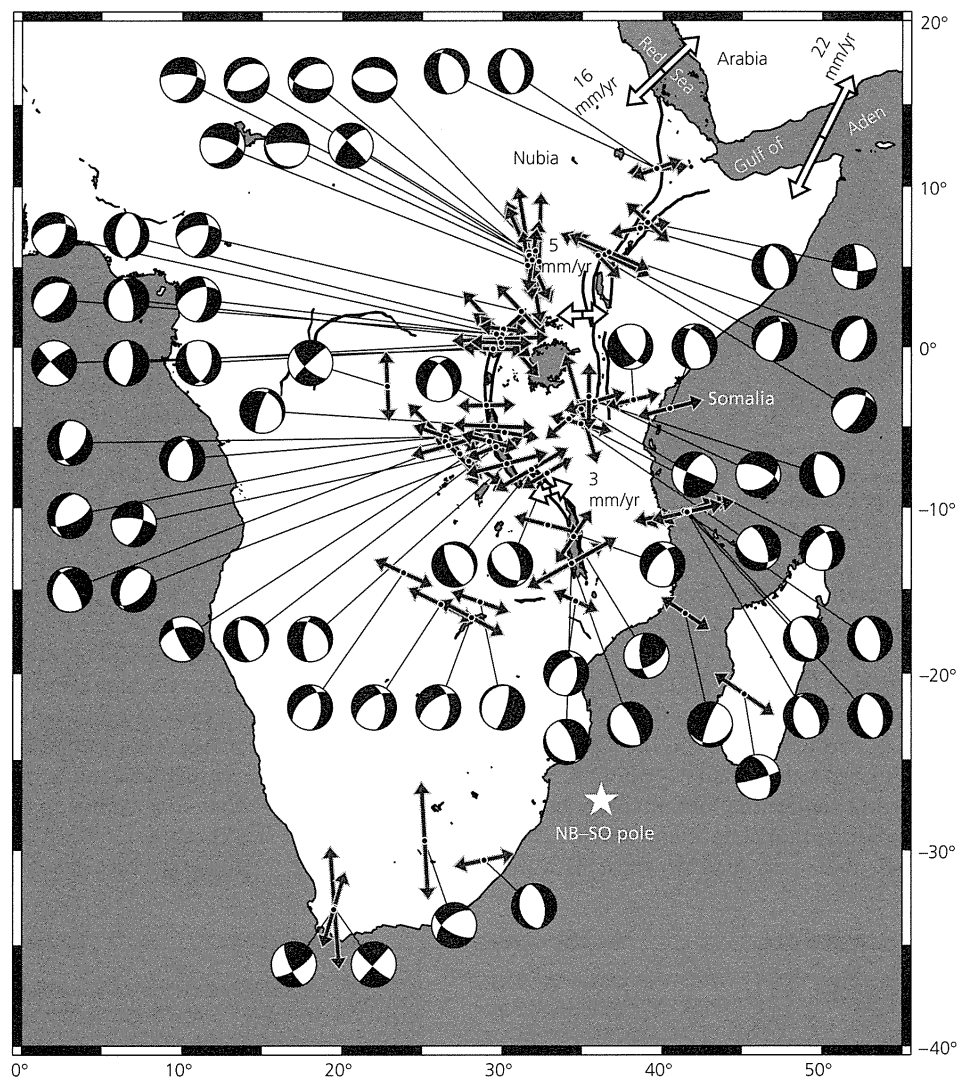 20°
Red Sea
Arabia
16 mm/yr
22 mm/yr
Aden
Gulf of
Nubia
10°
5 mm/yr
0°
Somalia
3 mm/yr
–10°
–20°
NB–SO pole
–30°
–40°
0°
10°
20°
30°
40°
50°